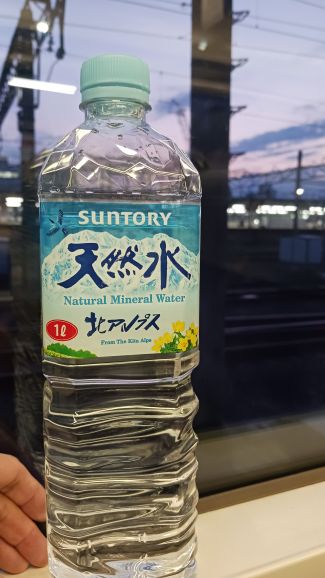 SUNTORY
天然水
Natural Mineral Water
北アルプス
1ℓ
From The Kita Alps